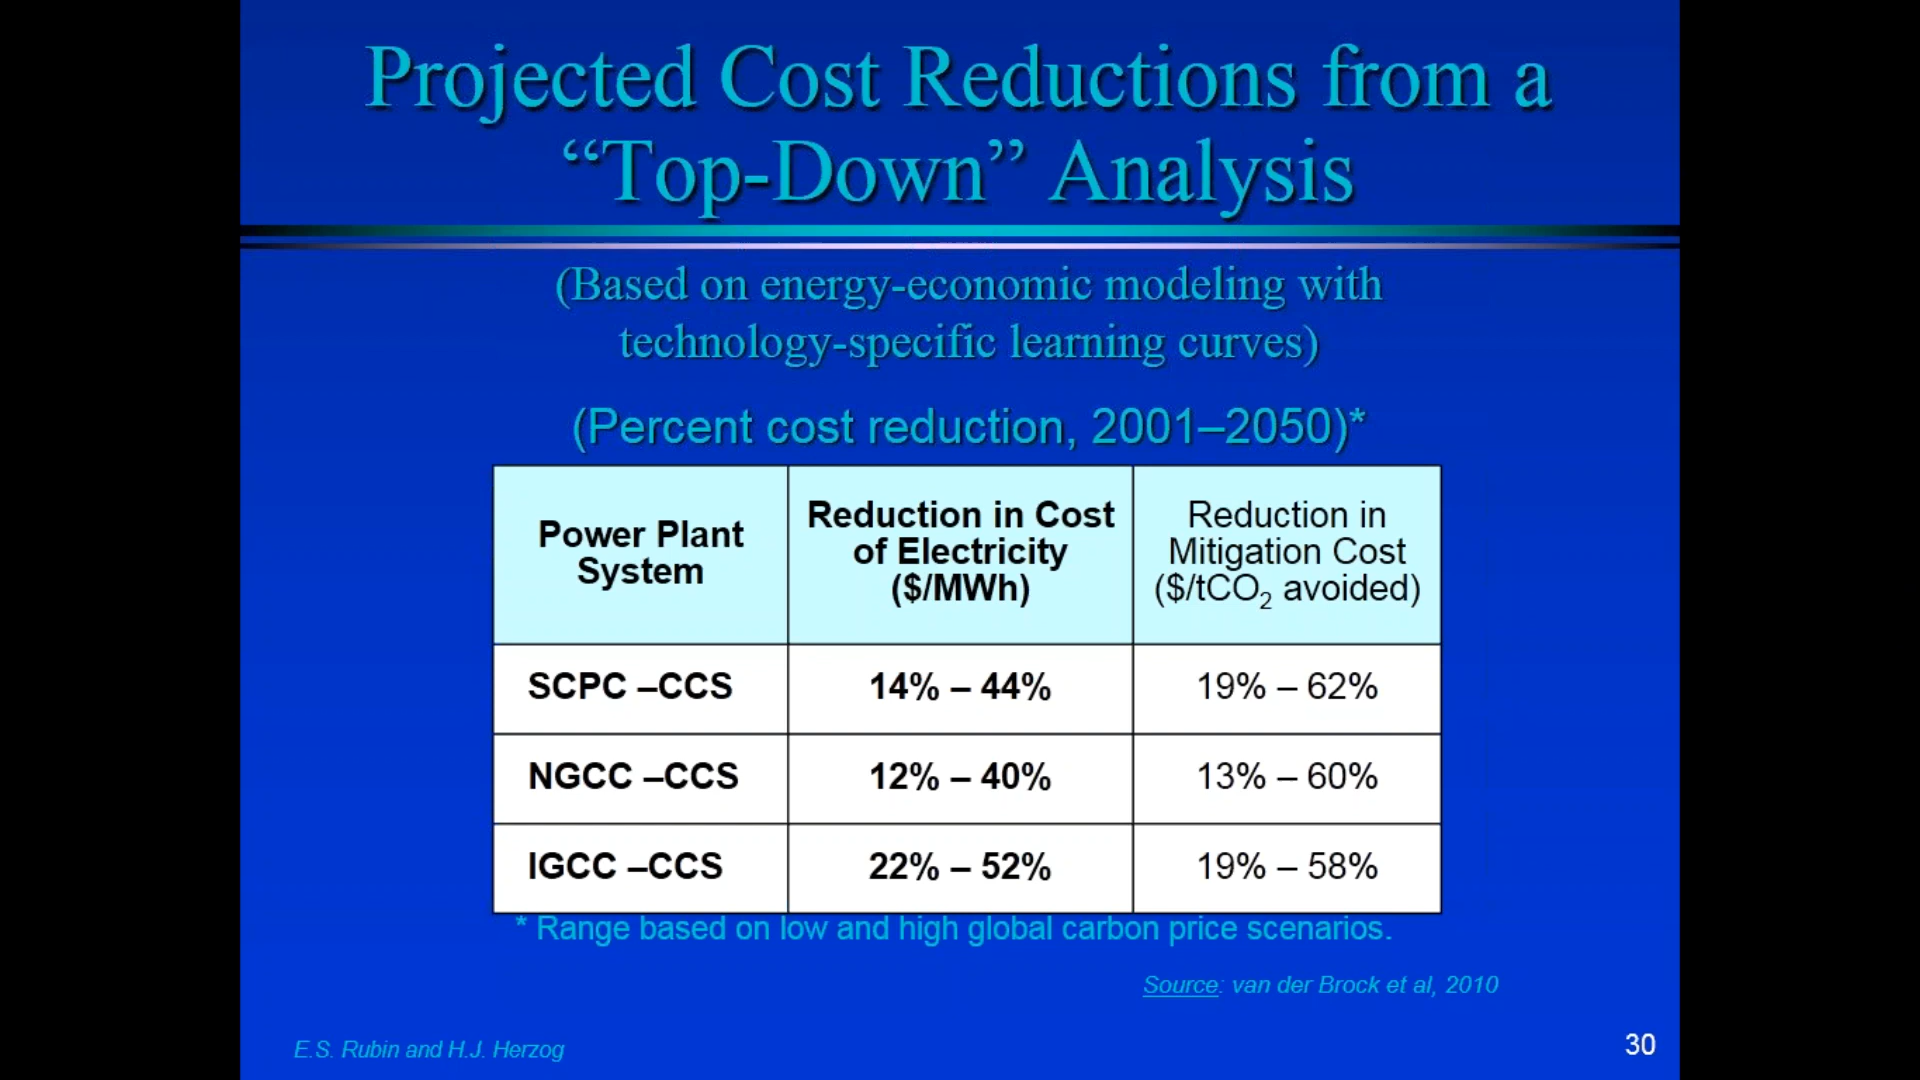 Projected Cost Reductions from a
“Top-Down” Analysis
(Based on energy-economic modeling with
technology-specific learning curves)
(Percent cost reduction, 2001–2050)*
Power Plant
System
Reduction in Cost
of Electricity
($/MWh)
Reduction in
Mitigation Cost
($/tCO₂ avoided)
SCPC –CCS
14% – 44%
19% – 62%
NGCC –CCS
12% – 40%
13% – 60%
IGCC –CCS
22% – 52%
19% – 58%
* Range based on low and high global carbon price scenarios.
Source: van der Brock et al, 2010
E.S. Rubin and H.J. Herzog
30